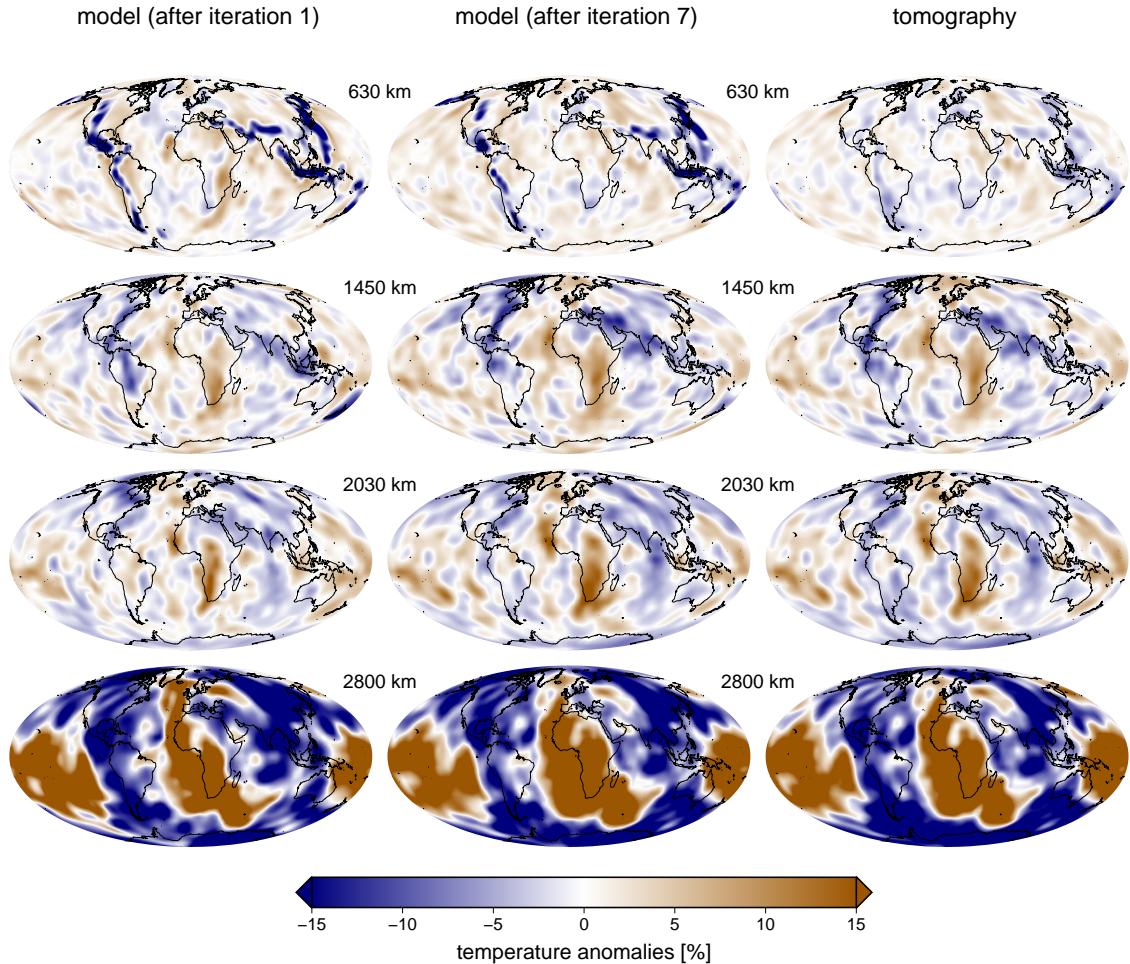 model (after iteration 1) model (after iteration 7) tomography
630 km 630 km
1450 km 1450 km
2030 km 2030 km
2800 km 2800 km
−15 −10 −5 0 5 10 15
temperature anomalies [%]